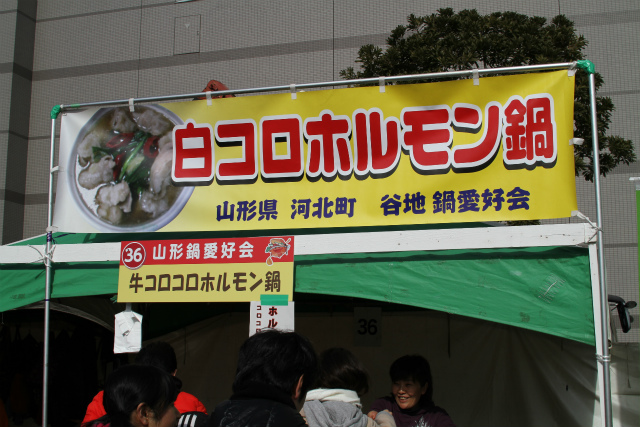 白コロホルモン鍋
山形県 河北町 谷地 鍋愛好会
36 山形鍋愛好会
牛コロコロホルモン鍋
36